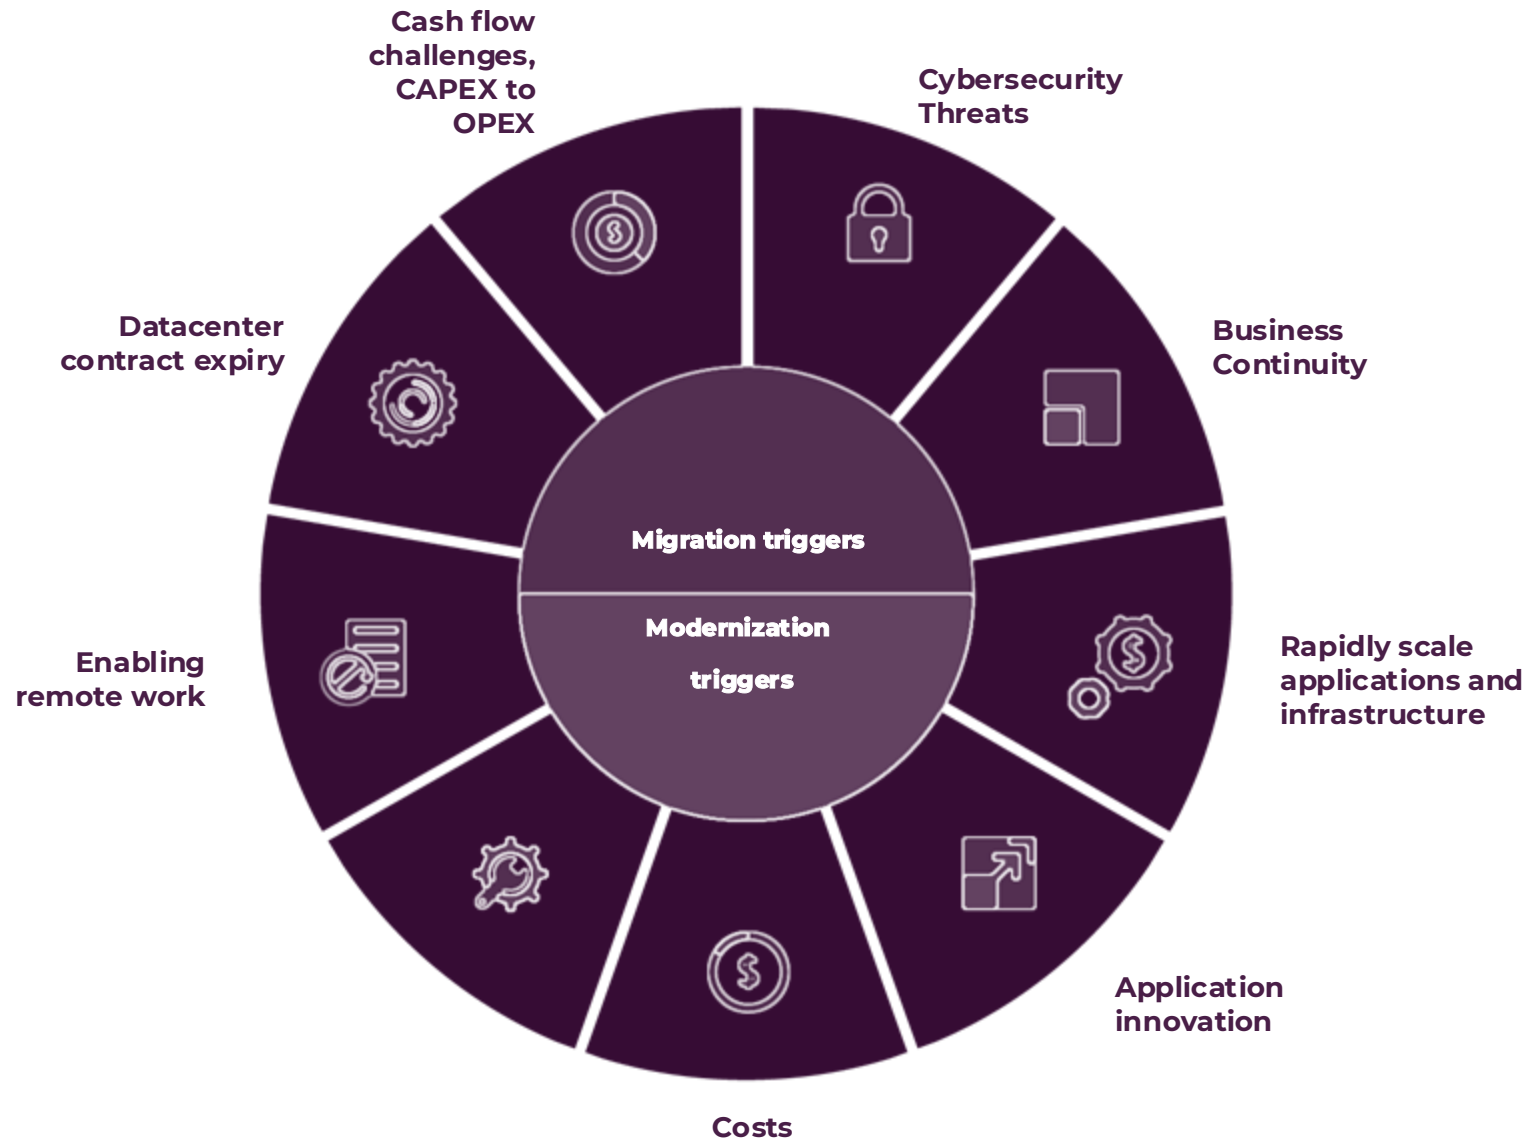 Cash flow
challenges,
CAPEX to
OPEX
Cybersecurity
Threats
Datacenter
contract expiry
Business
Continuity
Migration triggers
Modernization
triggers
Enabling
remote work
Rapidly scale
applications and
infrastructure
Application
innovation
Costs